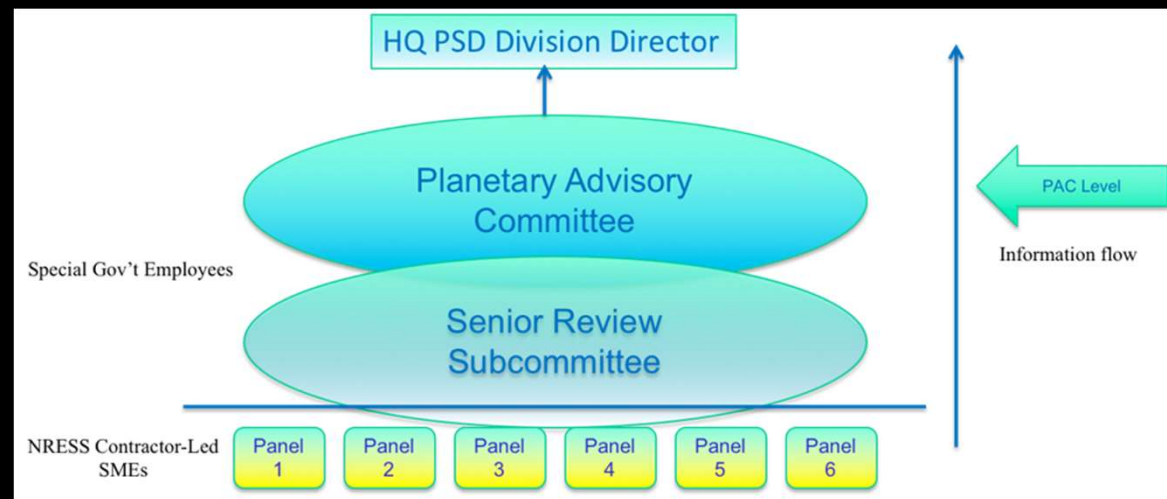 HQ PSD Division Director
Planetary Advisory
Committee
PAC Level
Information flow
Special Gov't Employees
Senior Review
Subcommittee
NRESS Contractor-Led
SMEs
Panel
1
Panel
2
Panel
3
Panel
4
Panel
5
Panel
6